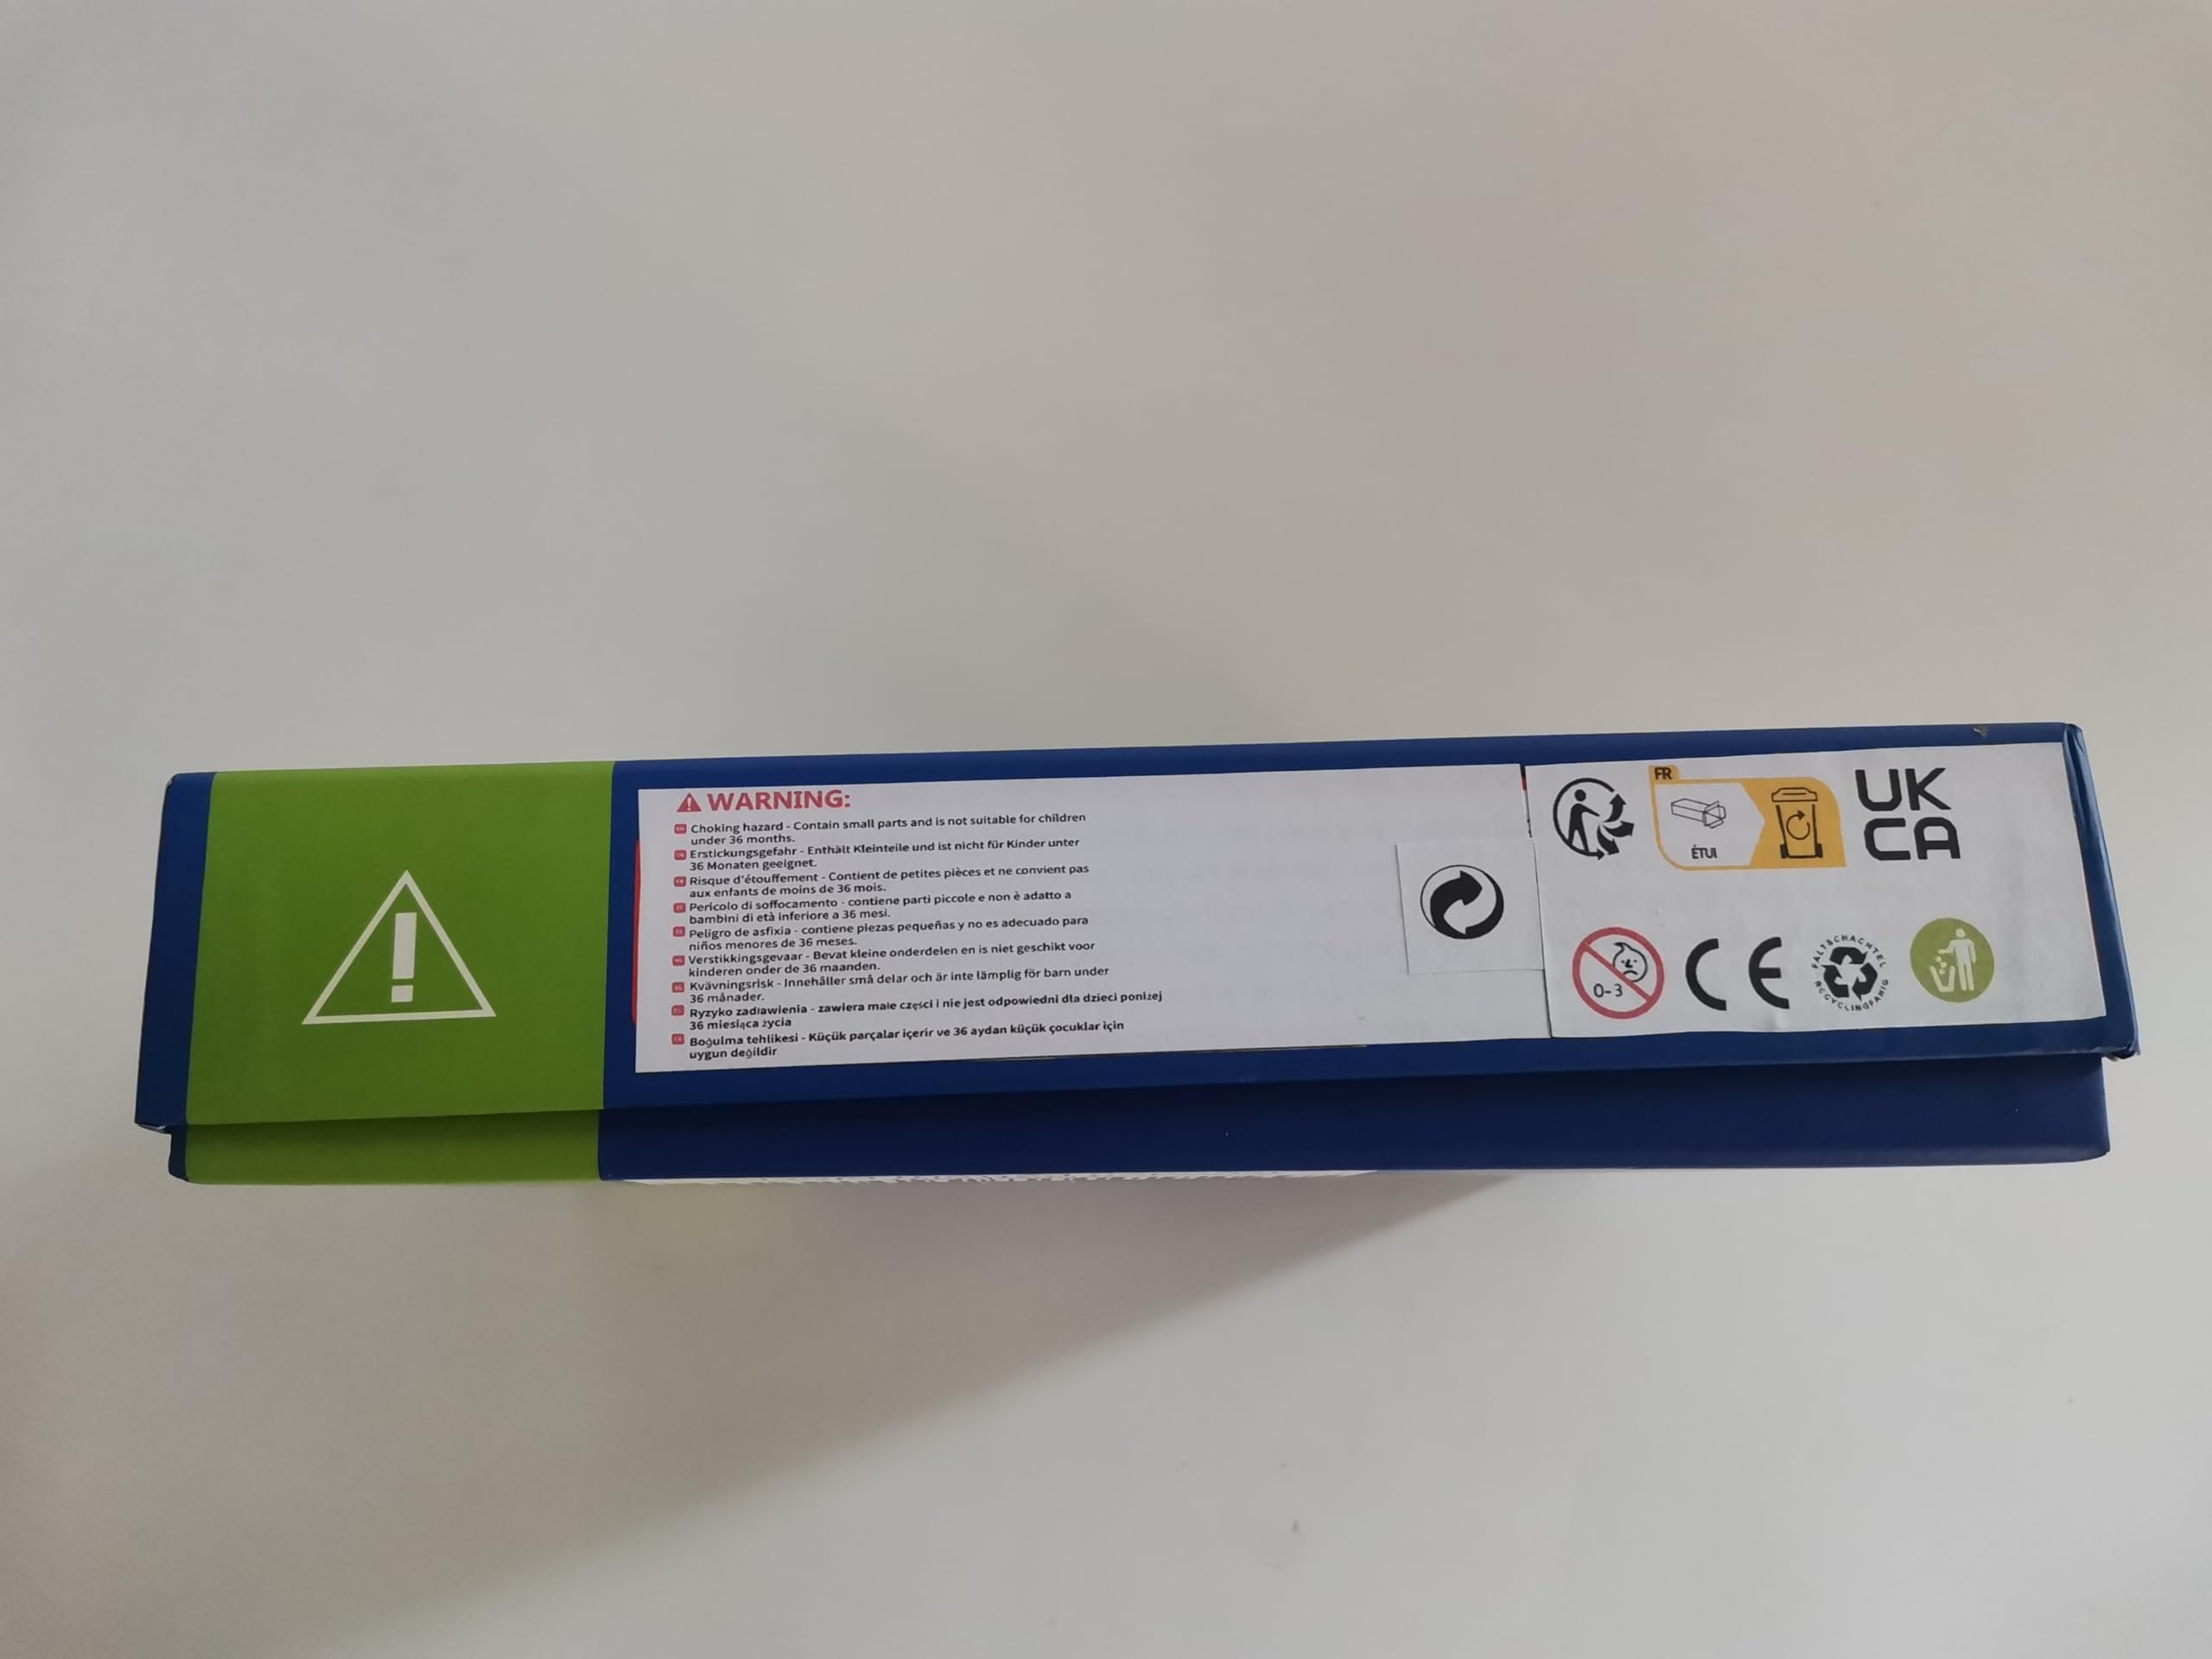 WARNING:
Choking hazard - Contain small parts and is not suitable for children
under 36 months.
Erstickungsgefahr - Enthält Kleinteile und ist nicht für Kinder unter
36 Monaten geeignet.
Risque d'étouffement - Contient de petites pièces et ne convient pas
aux enfants de moins de 36 mois.
Pericolo di soffocamento - contiene parti piccole e non è adatto a
bambini di età inferiore a 36 mesi.
Peligro de asfixia - contiene piezas pequeñas y no es adecuado para
niños menores de 36 meses.
Verstikkingsgevaar - Bevat kleine onderdelen en is niet geschikt voor
kinderen onder de 36 maanden.
Kvävningsrisk - Innehåller små delar och är inte lämplig för barn under
36 månader.
Ryzyko zadławienia - zawiera małe części i nie jest odpowiedni dla dzieci poniżej
36 miesiąca życia
Boğulma tehlikesi - Küçük parçalar içerir ve 36 aydan küçük çocuklar için
uygun değildir
FR
ÉTUI
UK
CA
0-3
CE